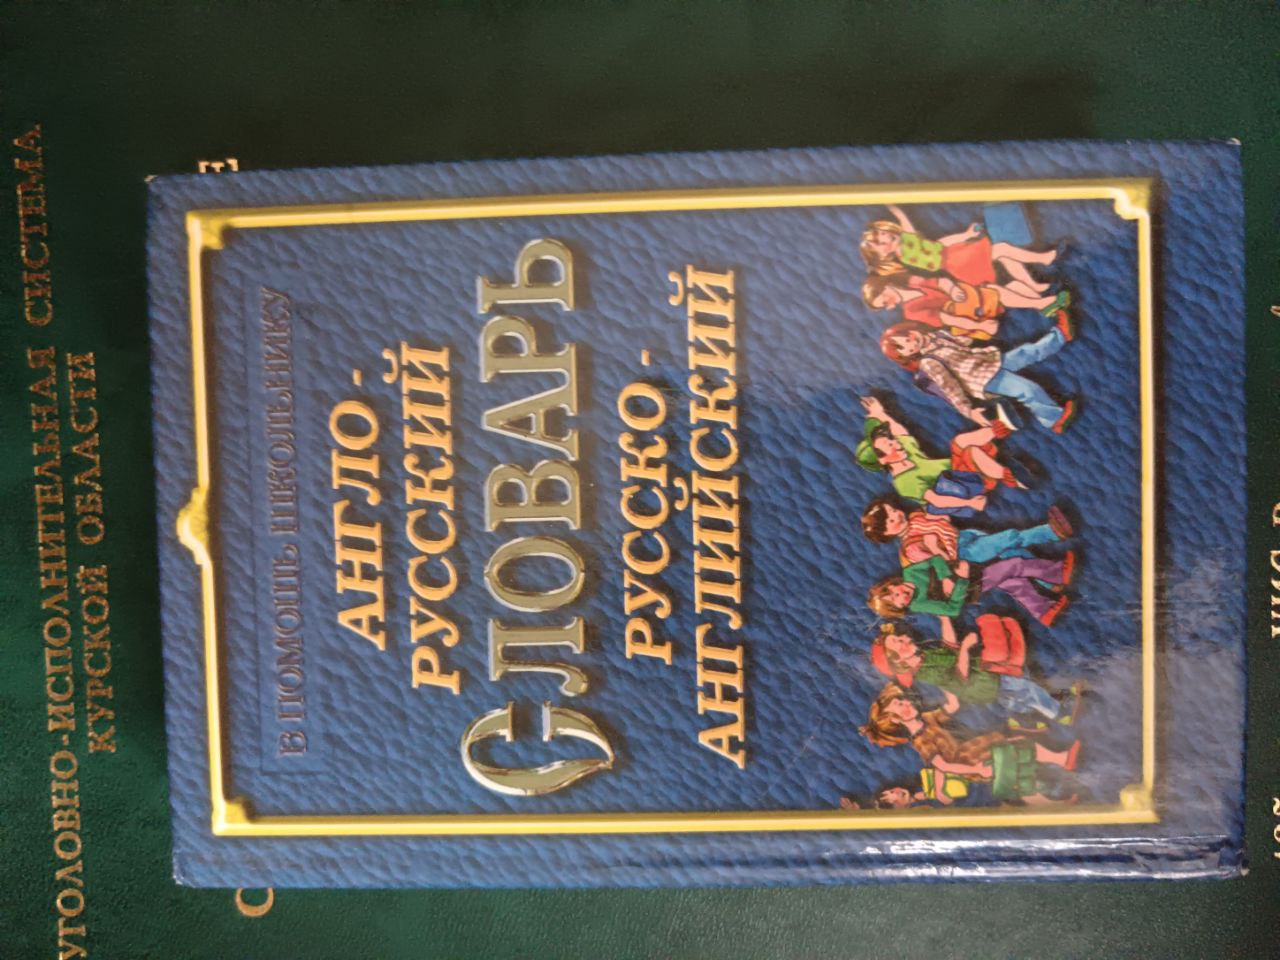 УГОЛОВНО-ИСПОЛНИТЕЛЬНАЯ СИСТЕМА
КУРСКОЙ ОБЛАСТИ
В ПОМОЩЬ ШКОЛЬНИКУ
АНГЛО-
РУССКИЙ
СЛОВАРЬ
РУССКО-
АНГЛИЙСКИЙ